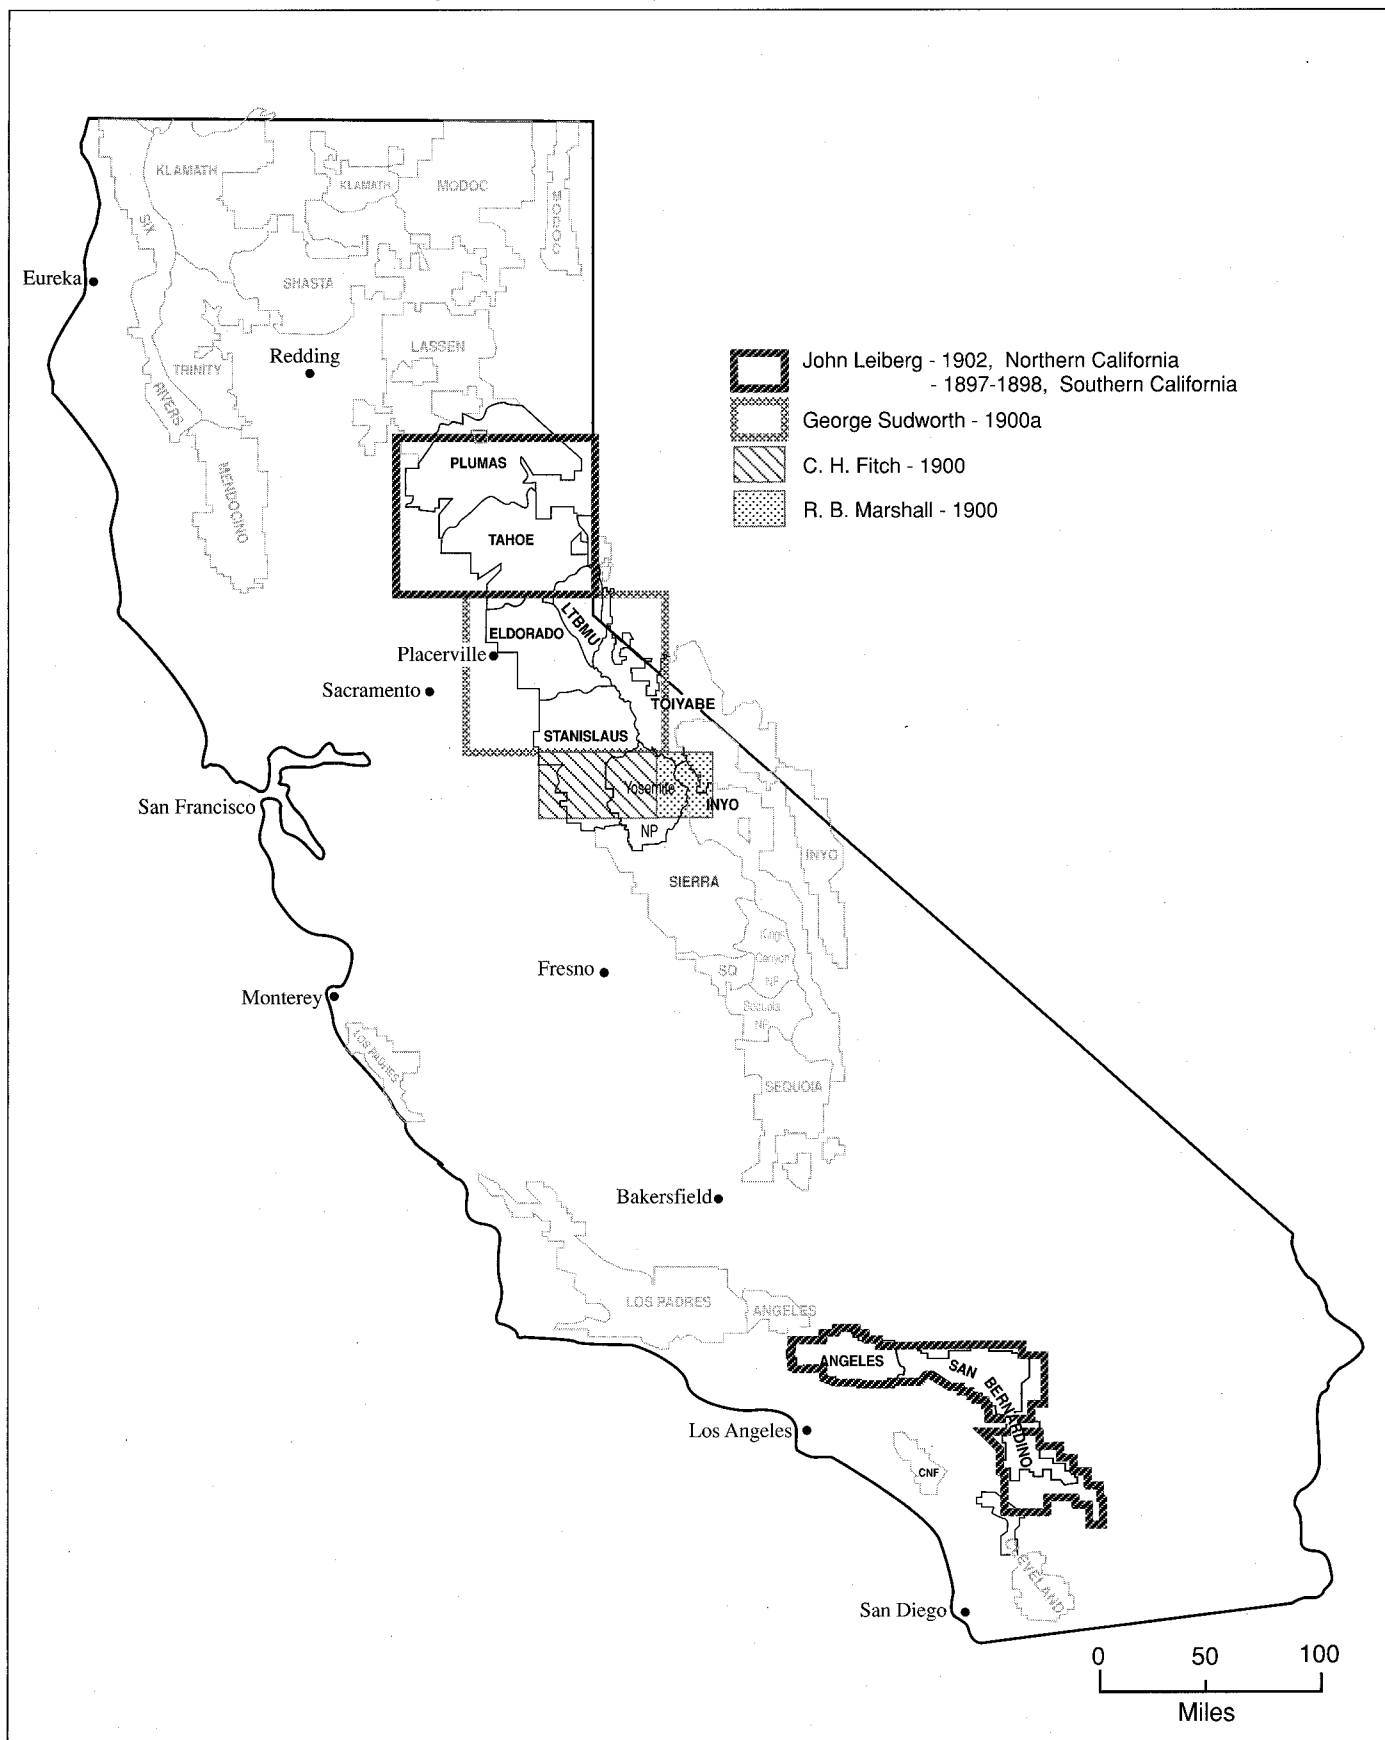 KLAMATH
KLAMATH
MODOC
MODOC
SIX
Eureka
SHASTA
Redding
LASSEN
TRINITY
RIVERS
MENDOCINO
John Leiberg - 1902, Northern California
- 1897-1898, Southern California
George Sudworth - 1900a
C. H. Fitch - 1900
R. B. Marshall - 1900
PLUMAS
TAHOE
LTBMU
ELDORADO
Placerville
Sacramento
TOIYABE
STANISLAUS
Yosemite
NP
INYO
San Francisco
INYO
SIERRA
Kings
Canyon
NP
SQ
Fresno
Monterey
Sequoia
NP
LOS PADRES
SEQUOIA
Bakersfield
LOS PADRES
ANGELES
ANGELES
SAN
BERNARDINO
Los Angeles
CNF
CLEVELAND
San Diego
0 50 100
Miles